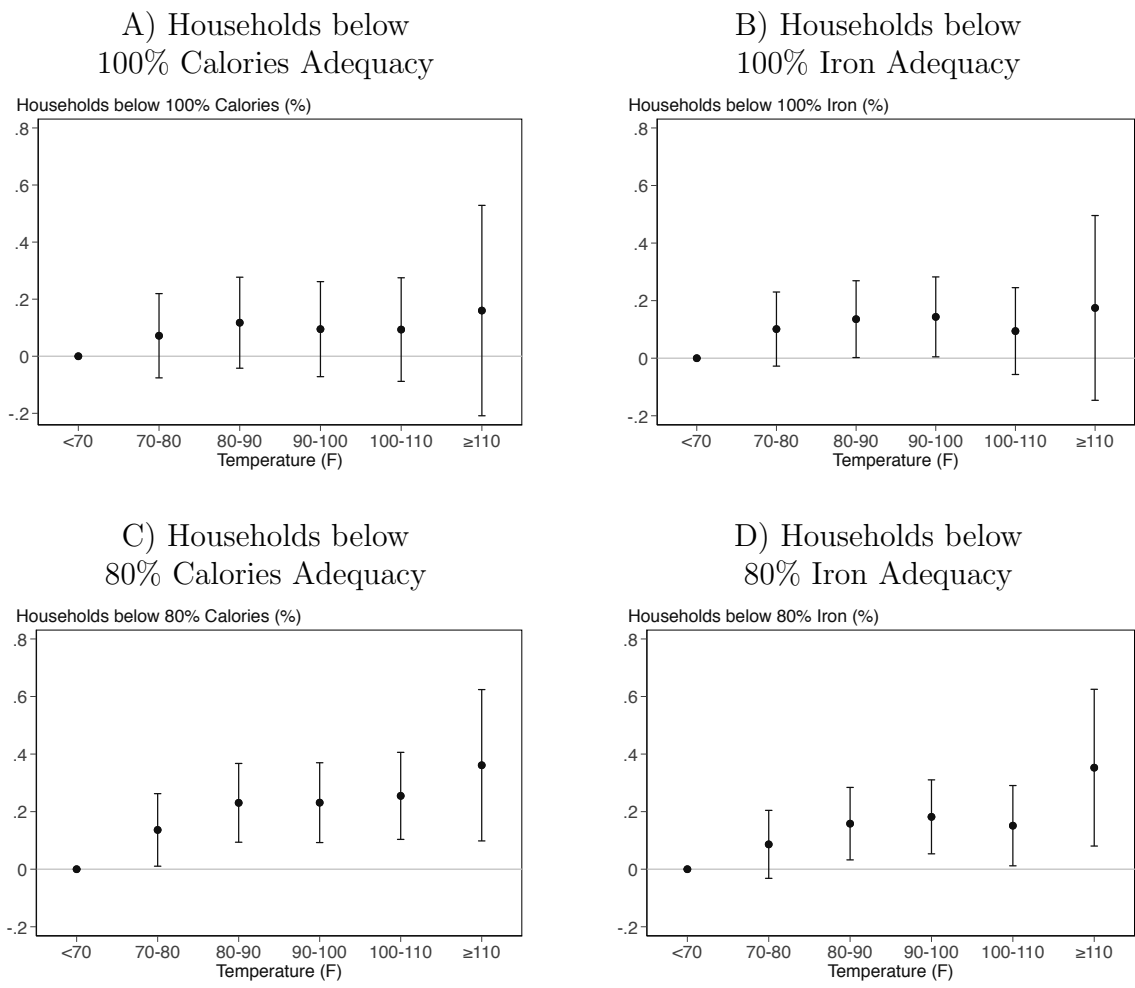 A) Households below
100% Calories Adequacy
Households below 100% Calories (%)
.8
.6
.4
.2
0
-.2
<70 70-80 80-90 90-100 100-110 ≥110
Temperature (F)
B) Households below
100% Iron Adequacy
Households below 100% Iron (%)
.8
.6
.4
.2
0
-.2
<70 70-80 80-90 90-100 100-110 ≥110
Temperature (F)
C) Households below
80% Calories Adequacy
Households below 80% Calories (%)
.8
.6
.4
.2
0
-.2
<70 70-80 80-90 90-100 100-110 ≥110
Temperature (F)
D) Households below
80% Iron Adequacy
Households below 80% Iron (%)
.8
.6
.4
.2
0
-.2
<70 70-80 80-90 90-100 100-110 ≥110
Temperature (F)